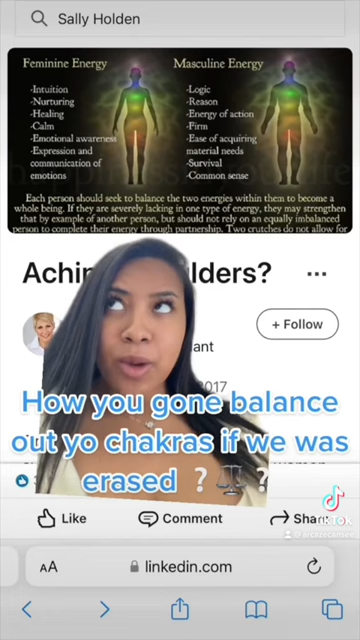 Sally Holden
Feminine Energy
-Intuition
-Nurturing
-Healing
-Calm
-Emotional awareness
-Expression and
communication of
emotions
Masculine Energy
-Logic
-Reason
-Energy of action
-Firm
-Ease of acquiring
material needs
-Survival
-Common sense
Each person should seek to balance the two energies within them to become a
whole being. If they are severely lacking in one type of energy, they may strengthen
that by example of another person, but should not rely on an equally imbalanced
person to complete their energy through partnership. Two crutches do not allow for
+ Follow
2017
How you gone balance
out yo chakras if we was
erased ❔⚖️❔
Like
Comment
Share
TikTok
AA
linkedin.com